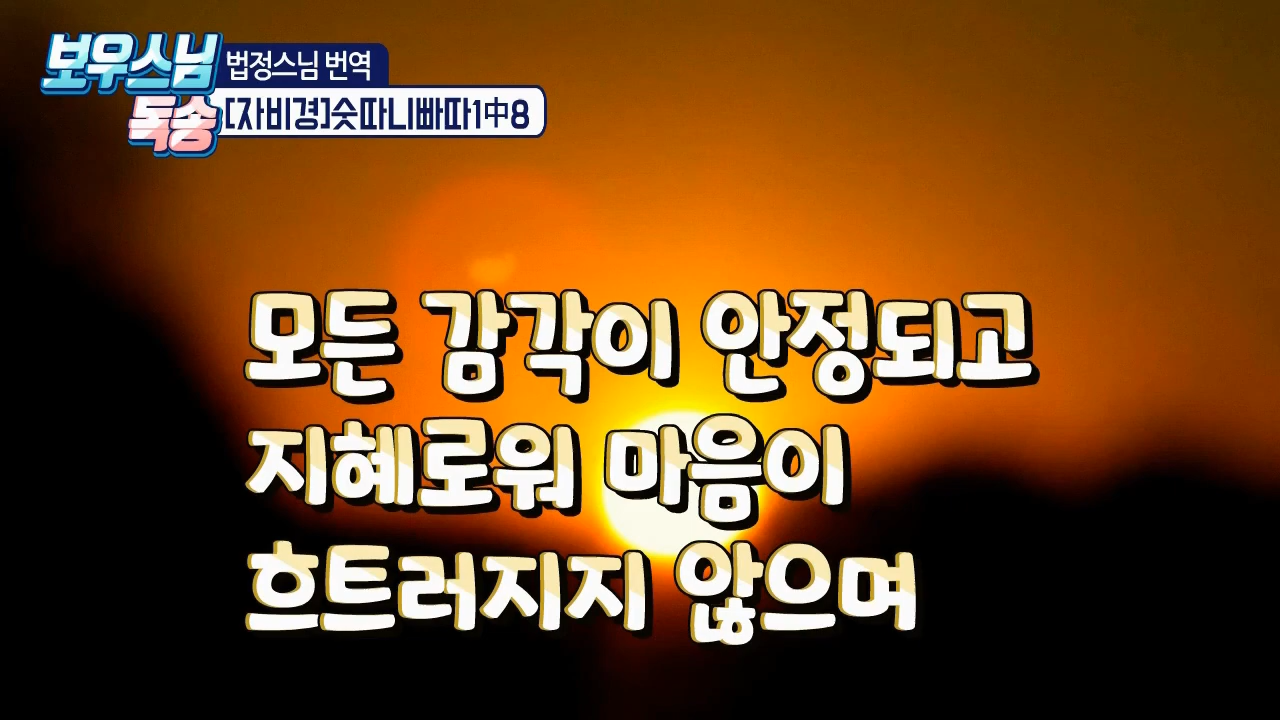 보우스님
독송
법정스님 번역
[자비경]숫따니빠따1中8
모든 감각이 안정되고
지혜로워 마음이
흐트러지지 않으며